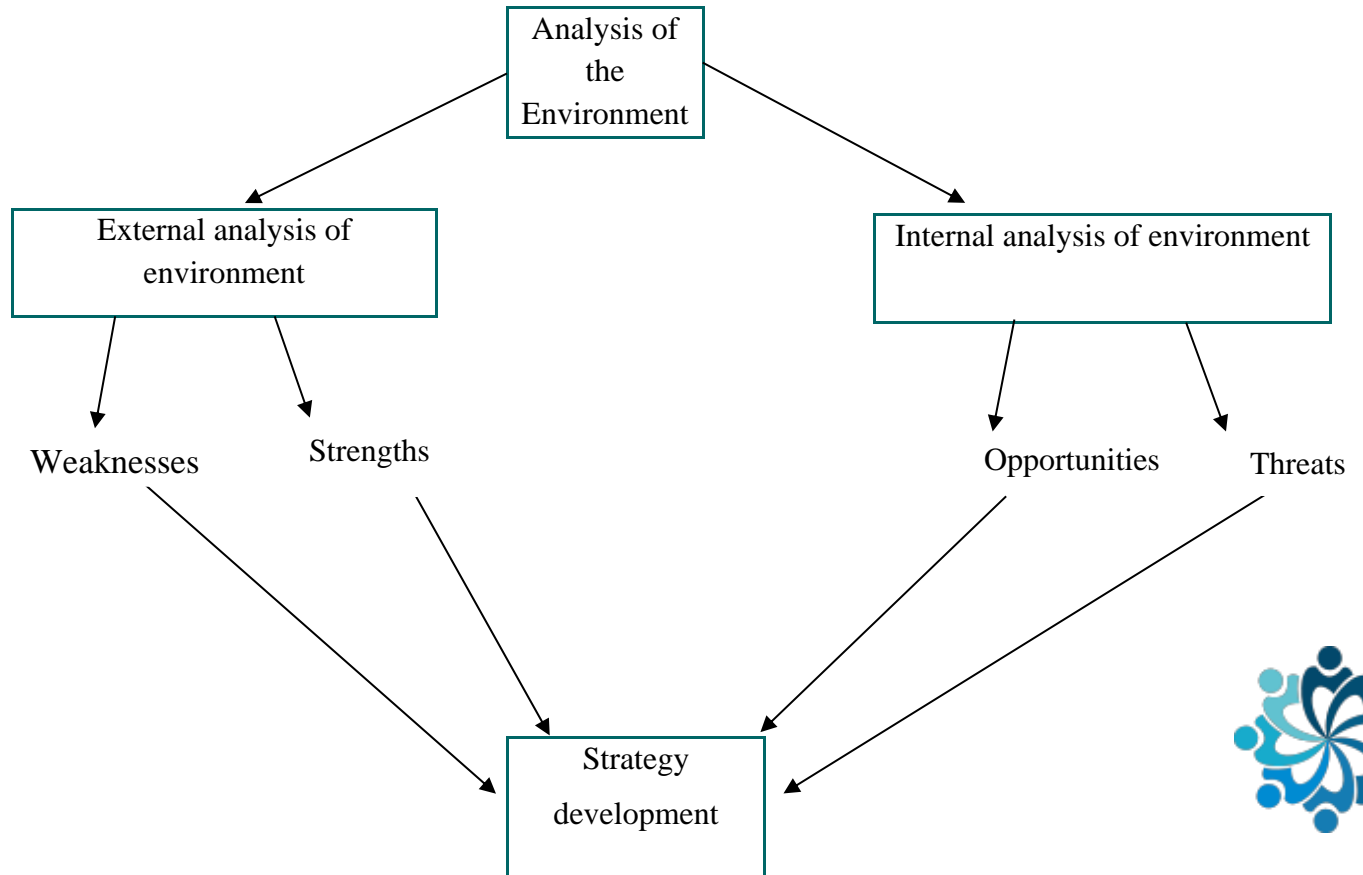 Analysis of
the
Environment
External analysis of
environment
Internal analysis of environment
Weaknesses
Strengths
Opportunities
Threats
Strategy
development